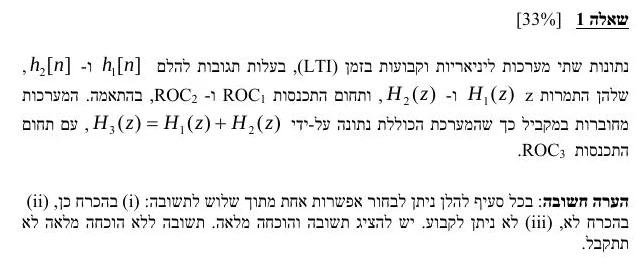 שאלה 1 [33%]
נתונות שתי מערכות ליניאריות וקבועות בזמן (LTI), בעלות תגובות להלם h₁[n] ו- h₂[n],
שלהן התמרות z H₁(z) ו- H₂(z), ותחום התכנסות ROC₁ ו- ROC₂, בהתאמה. המערכות
מחוברות במקביל כך שהמערכת הכוללת נתונה על-ידי H₃(z) = H₁(z) + H₂(z), עם תחום
התכנסות ROC₃.
הערה חשובה: בכל סעיף להלן ניתן לבחור אפשרות אחת מתוך שלוש לתשובה: (i) בהכרח כן, (ii)
בהכרח לא, (iii) לא ניתן לקבוע. יש להציג תשובה והוכחה מלאה. תשובה ללא הוכחה מלאה לא
תתקבל.